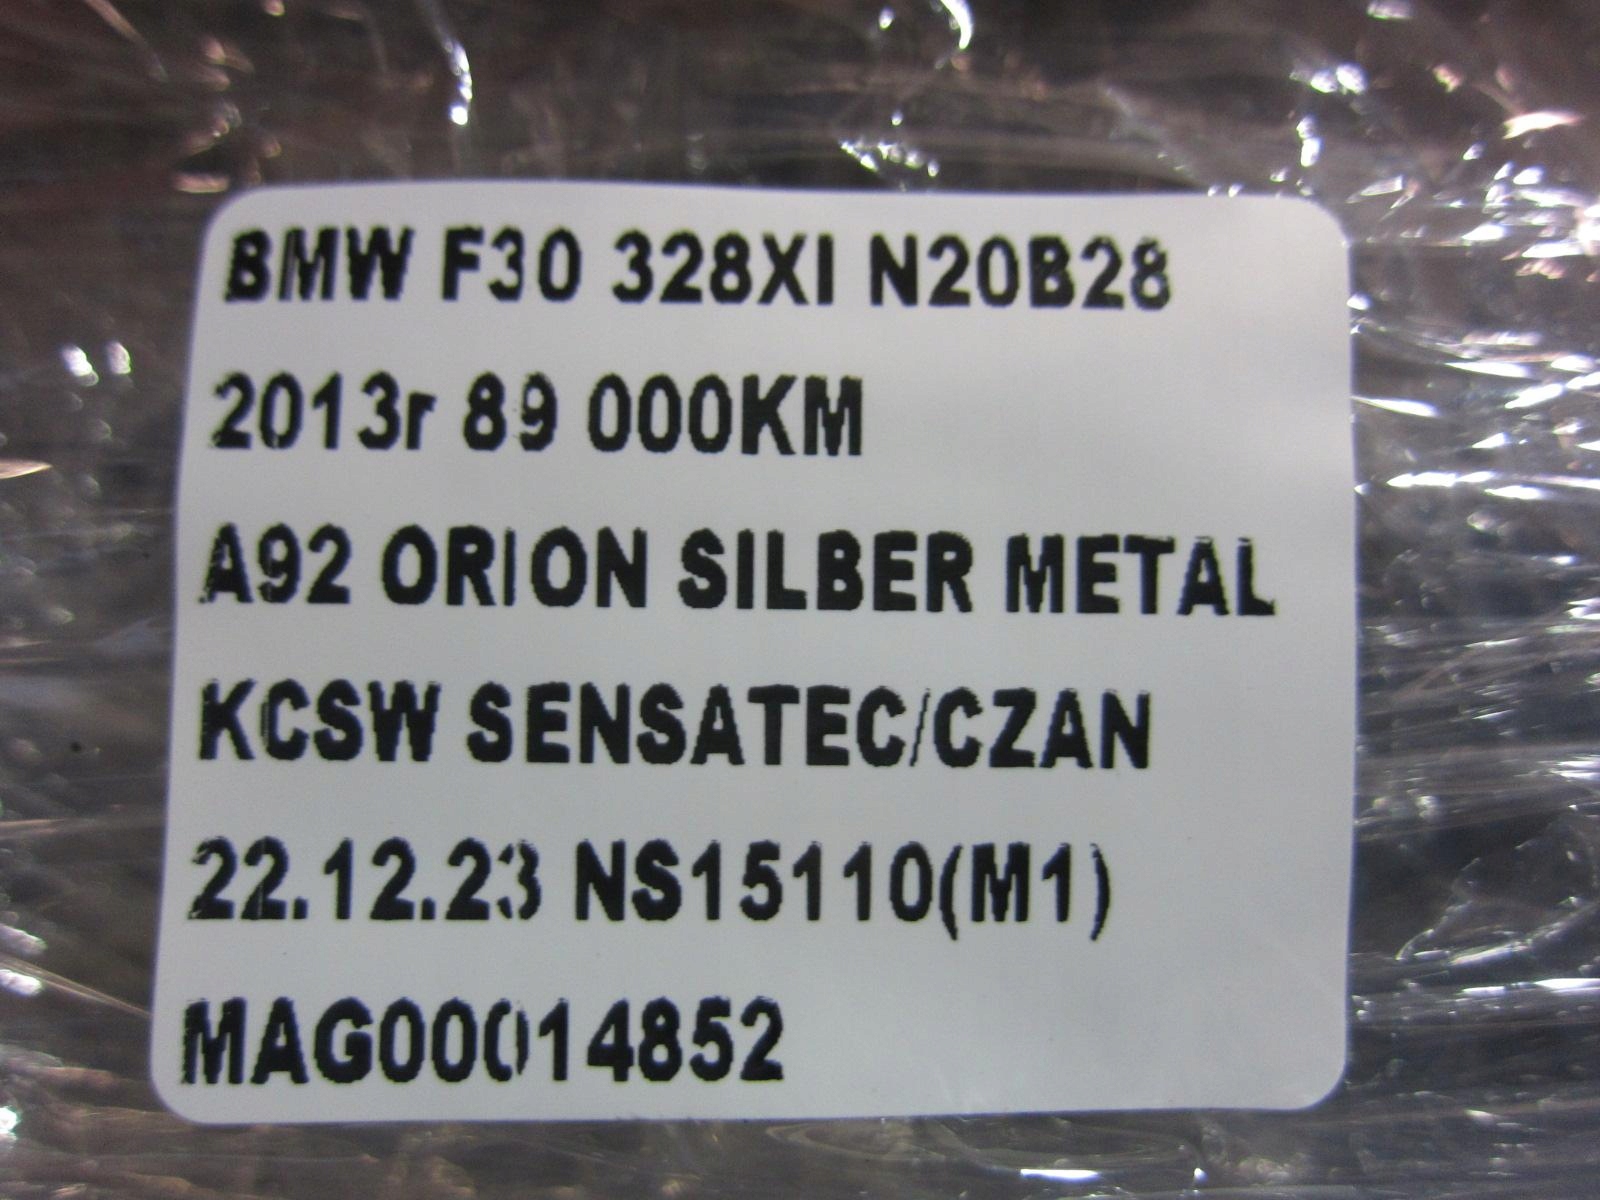 BMW F30 328XI N20B28
2013r 89 000KM
A92 ORION SILBER METAL
KCSW SENSATEC/CZAN
22.12.23 NS15110(M1)
MAG00014852